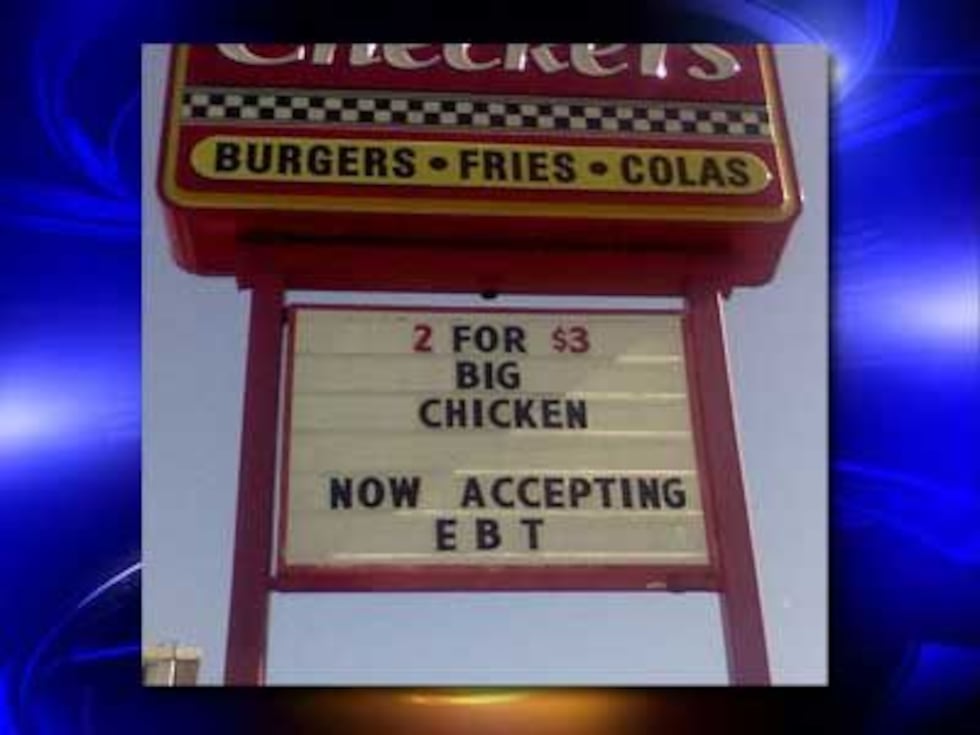 Checkers
BURGERS • FRIES • COLAS
2 FOR $3
BIG
CHICKEN
NOW ACCEPTING
EBT